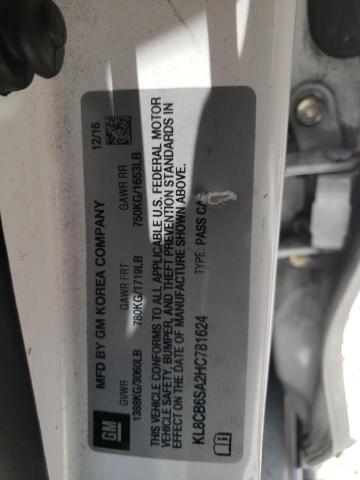 GM
MFD BY GM KOREA COMPANY 12/16
GVWR GAWR FRT GAWR RR
1388KG/3060LB 780KG/1719LB 750KG/1653LB
THIS VEHICLE CONFORMS TO ALL APPLICABLE U.S. FEDERAL MOTOR
VEHICLE SAFETY, BUMPER, AND THEFT PREVENTION STANDARDS IN
EFFECT ON THE DATE OF MANUFACTURE SHOWN ABOVE.
KL8CB6SA2HC781624 TYPE: PASS CAR